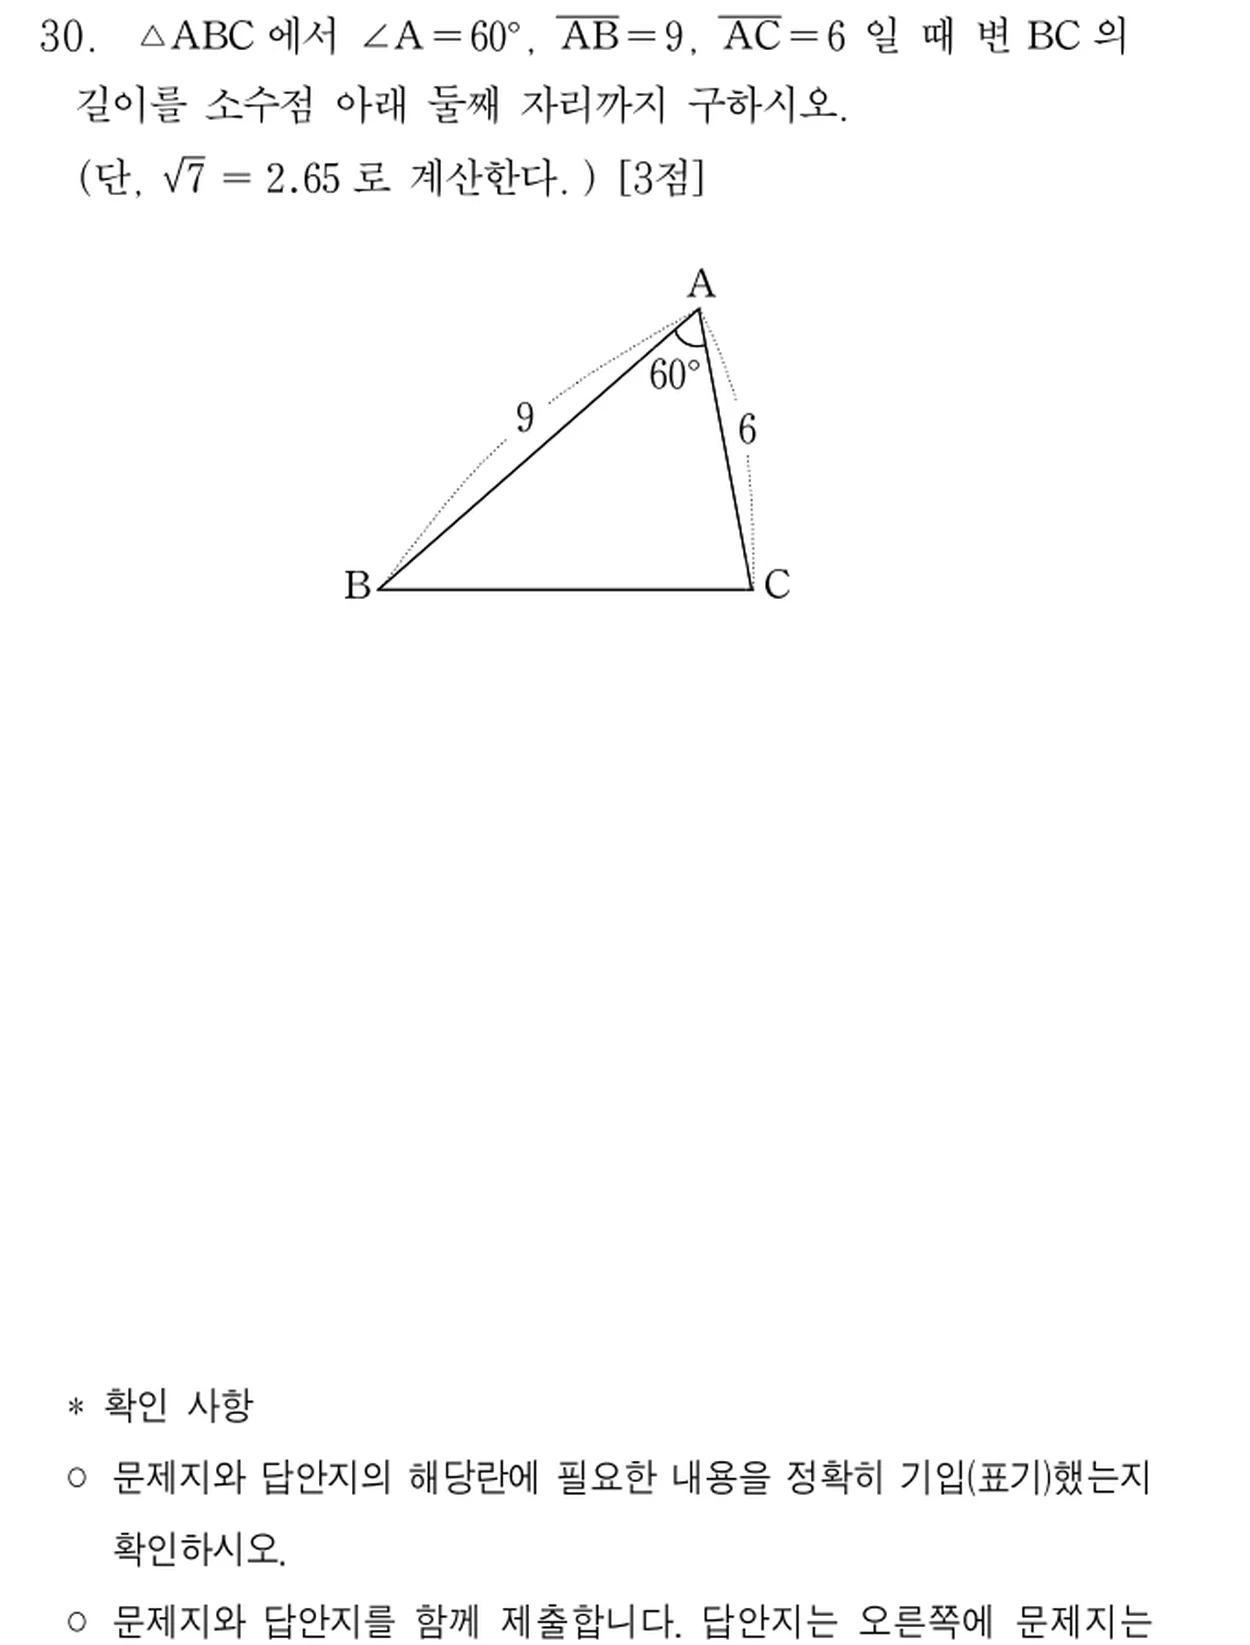 30. △ABC 에서 ∠A=60°, A̅B̅=9, A̅C̅=6 일 때 변 BC 의
길이를 소수점 아래 둘째 자리까지 구하시오.
(단, √7 = 2.65 로 계산한다. ) [3점]
A
60°
9
6
B
C
* 확인 사항
○ 문제지와 답안지의 해당란에 필요한 내용을 정확히 기입(표기)했는지
확인하시오.
○ 문제지와 답안지를 함께 제출합니다. 답안지는 오른쪽에 문제지는